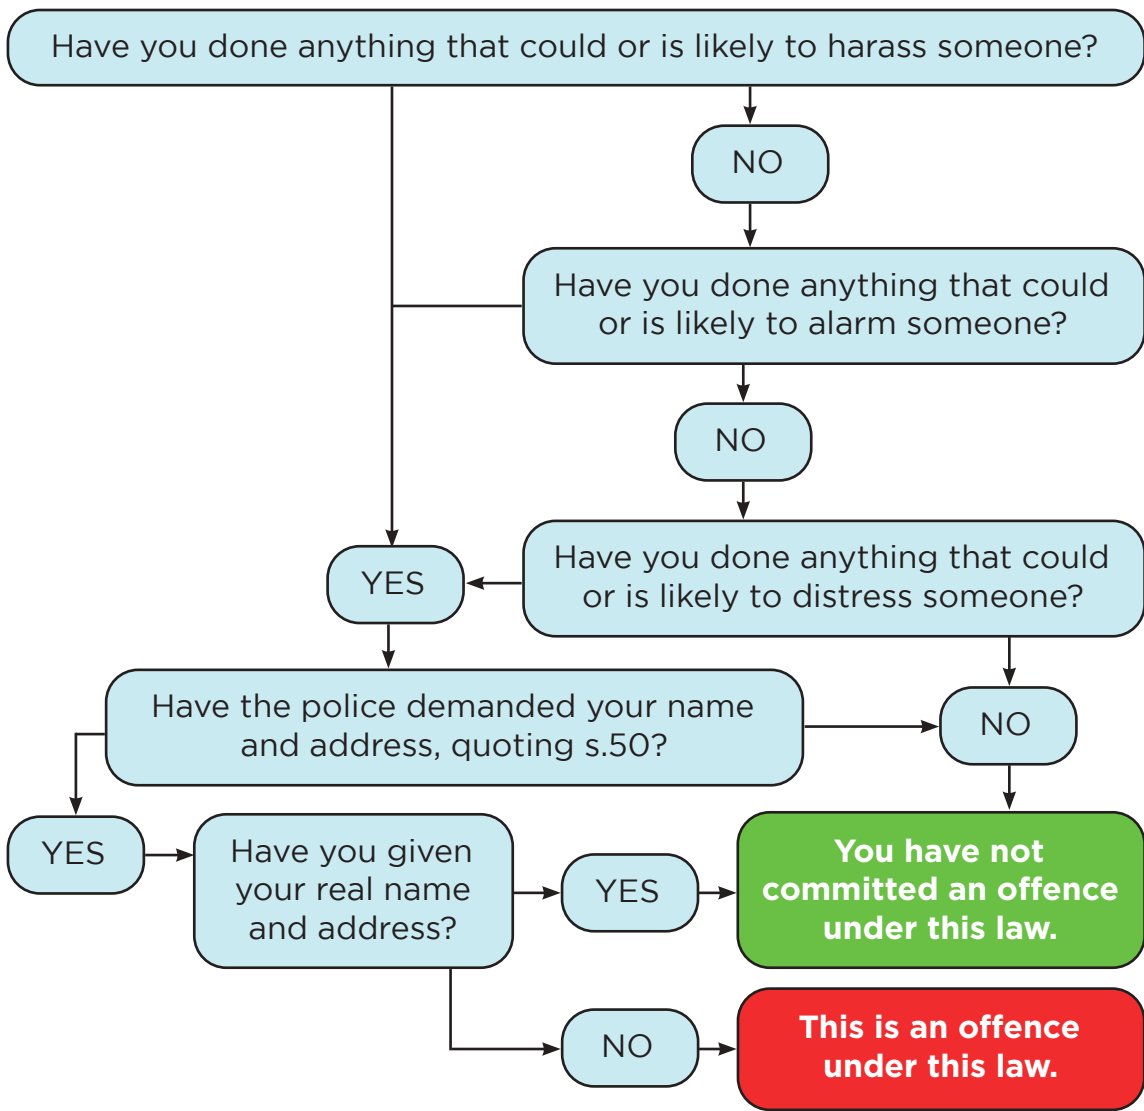 Have you done anything that could or is likely to harass someone?
NO
Have you done anything that could
or is likely to alarm someone?
NO
Have you done anything that could
or is likely to distress someone?
YES
Have the police demanded your name
and address, quoting s.50?
NO
YES
Have you given
your real name
and address?
YES
You have not
committed an offence
under this law.
NO
This is an offence
under this law.